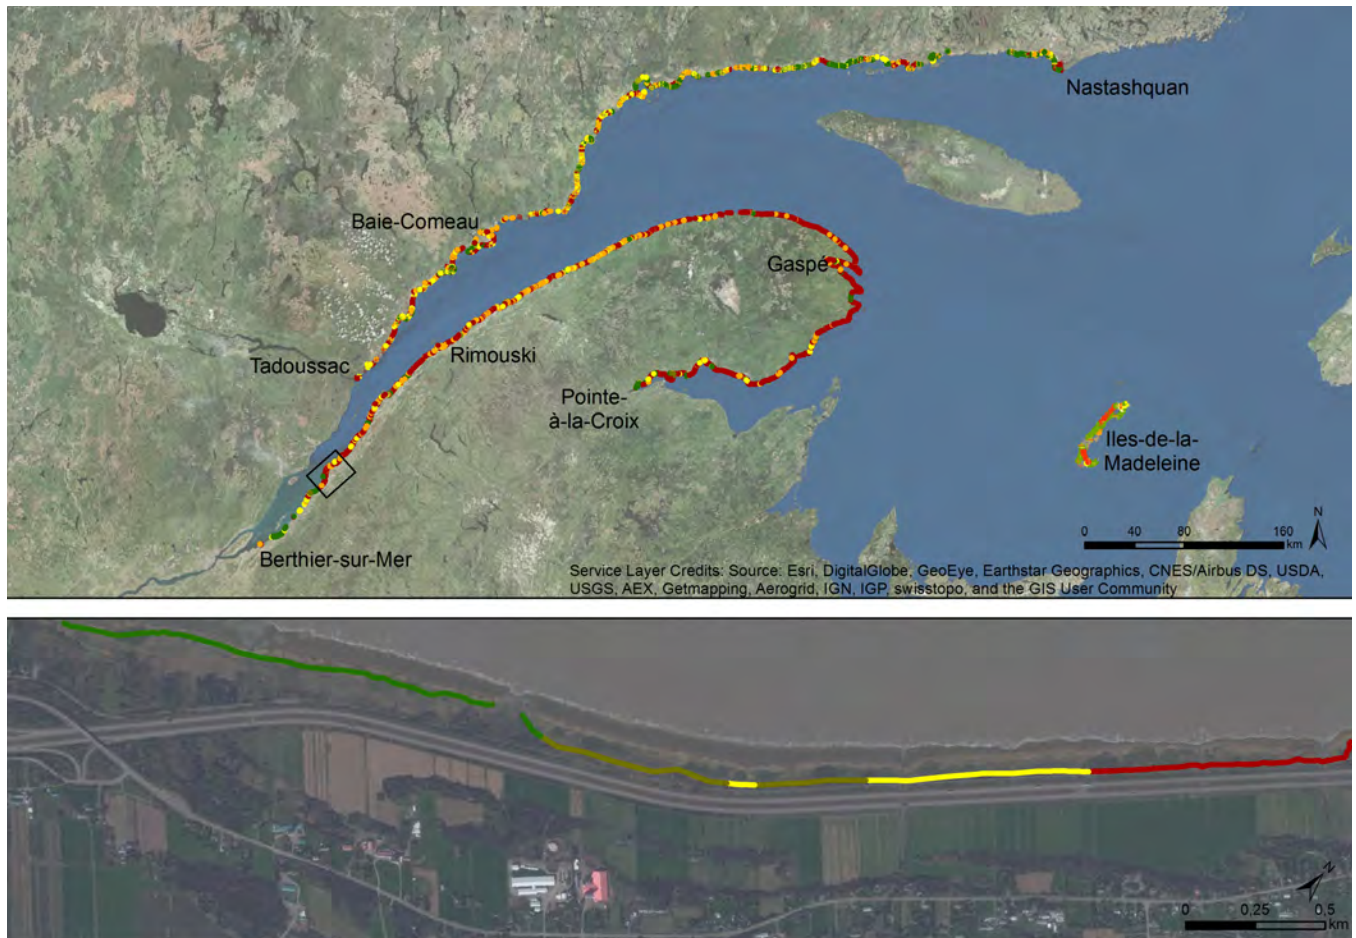 Nastashquan
Baie-Comeau
Gaspé
Tadoussac
Rimouski
Pointe-
à-la-Croix
Iles-de-la-
Madeleine
Berthier-sur-Mer
0 40 80 160
km
N
Service Layer Credits: Source: Esri, DigitalGlobe, GeoEye, Earthstar Geographics, CNES/Airbus DS, USDA,
USGS, AEX, Getmapping, Aerogrid, IGN, IGP, swisstopo, and the GIS User Community
N
0 0,25 0,5
km